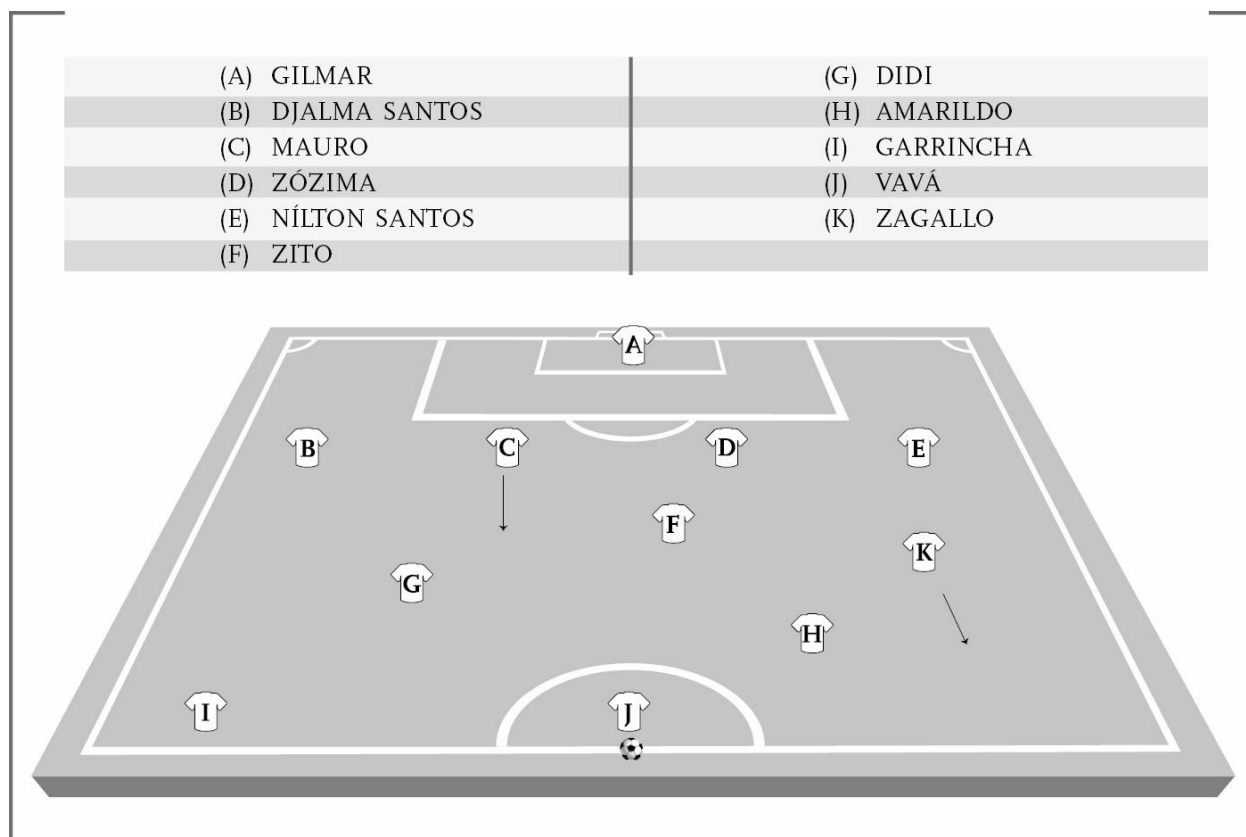 (A) GILMAR
(B) DJALMA SANTOS
(C) MAURO
(D) ZÓZIMA
(E) NÍLTON SANTOS
(F) ZITO
(G) DIDI
(H) AMARILDO
(I) GARRINCHA
(J) VAVÁ
(K) ZAGALLO
A
B
C
D
E
F
K
G
H
I
J